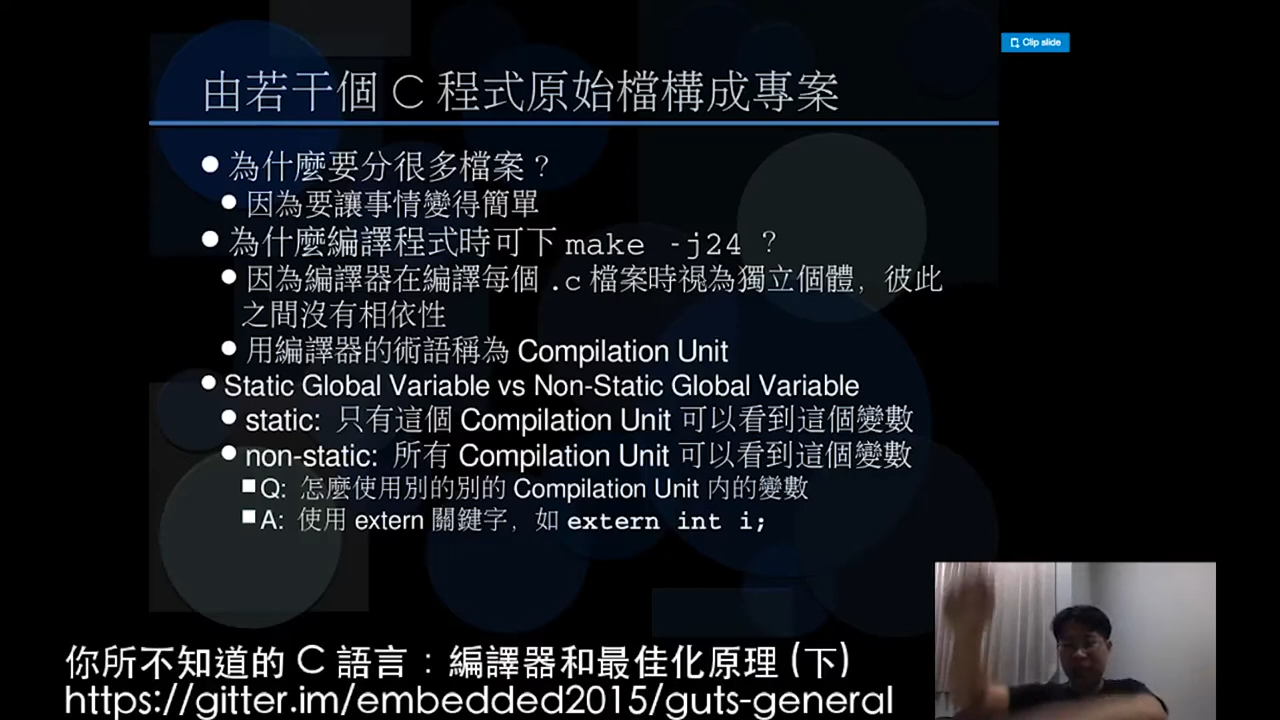 Clip slide
由若干個 C 程式原始檔構成專案
為什麼要分很多檔案？
因為要讓事情變得簡單
為什麼編譯程式時可下 make -j24 ？
因為編譯器在編譯每個 .c 檔案時視為獨立個體，彼此
之間沒有相依性
用編譯器的術語稱為 Compilation Unit
Static Global Variable vs Non-Static Global Variable
static: 只有這個 Compilation Unit 可以看到這個變數
non-static: 所有 Compilation Unit 可以看到這個變數
Q: 怎麼使用別的別的 Compilation Unit 內的變數
A: 使用 extern 關鍵字，如 extern int i;
你所不知道的 C 語言：編譯器和最佳化原理 (下)
https://gitter.im/embedded2015/guts-general